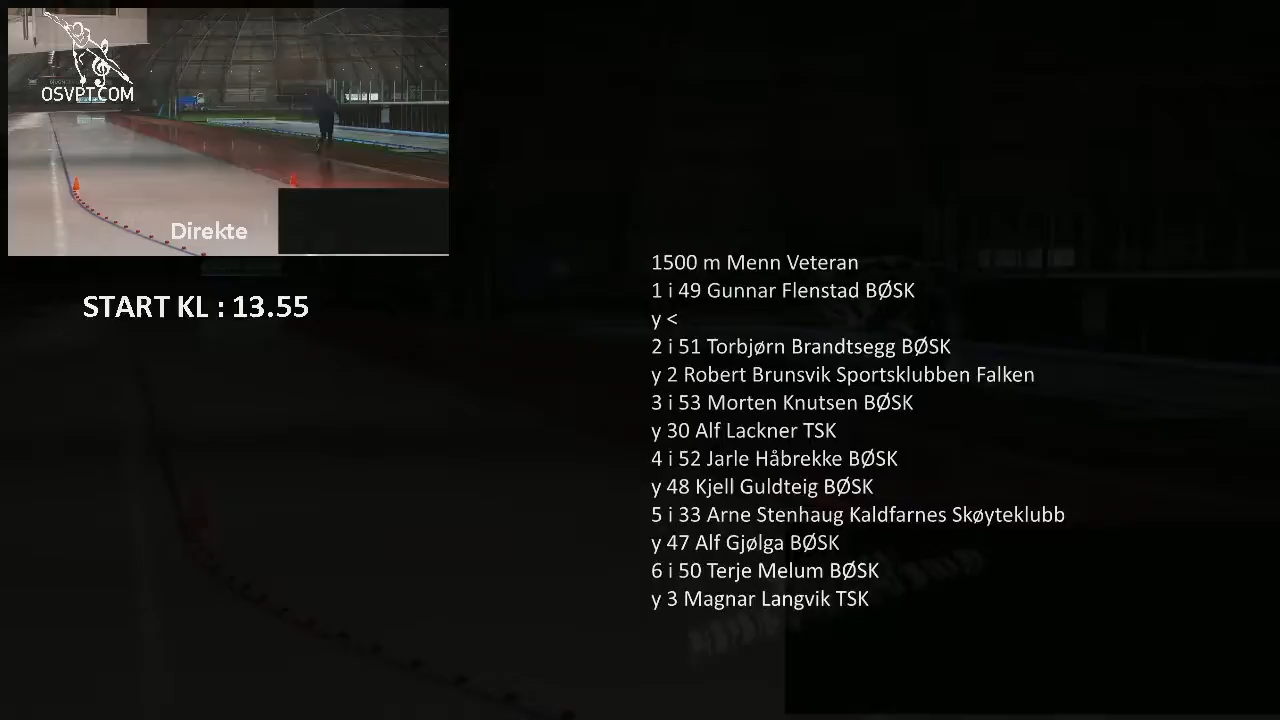 OSVPT.COM
Direkte
START KL : 13.55
1500 m Menn Veteran
1 i 49 Gunnar Flenstad BØSK
y <
2 i 51 Torbjørn Brandtsegg BØSK
y 2 Robert Brunsvik Sportsklubben Falken
3 i 53 Morten Knutsen BØSK
y 30 Alf Lackner TSK
4 i 52 Jarle Håbrekke BØSK
y 48 Kjell Guldteig BØSK
5 i 33 Arne Stenhaug Kaldfarnes Skøyteklubb
y 47 Alf Gjølga BØSK
6 i 50 Terje Melum BØSK
y 3 Magnar Langvik TSK